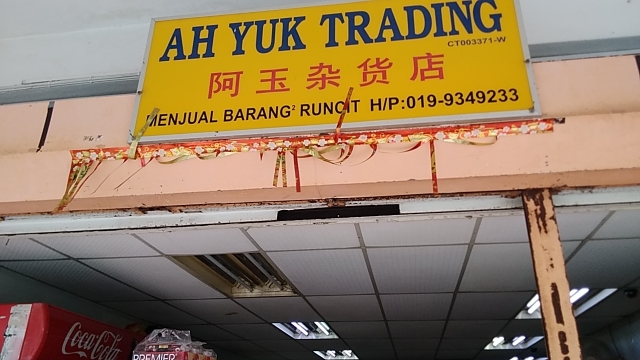 AH YUK TRADING
CT003371-W
阿玉杂货店
MENJUAL BARANG² RUNCIT H/P:019-9349233
Coca-Cola
PREMIER